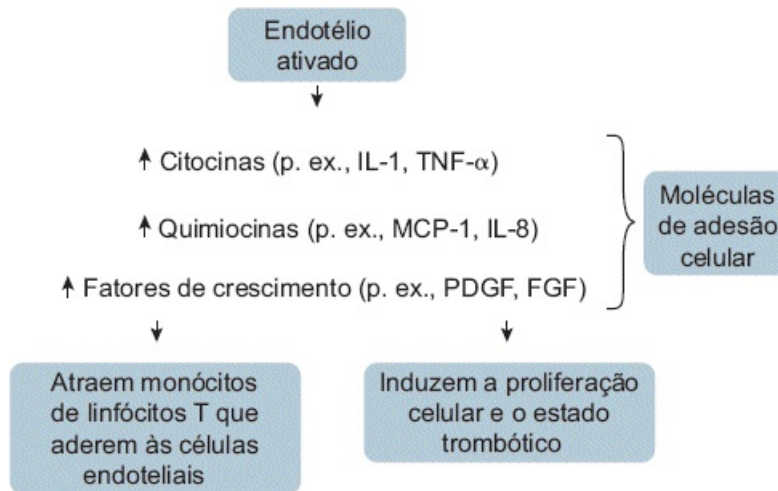 Endotélio
ativado
↑ Citocinas (p. ex., IL-1, TNF-α)
↑ Quimiocinas (p. ex., MCP-1, IL-8)
↑ Fatores de crescimento (p. ex., PDGF, FGF)
Moléculas
de adesão
celular
Atraem monócitos
de linfócitos T que
aderem às células
endoteliais
Induzem a proliferação
celular e o estado
trombótico